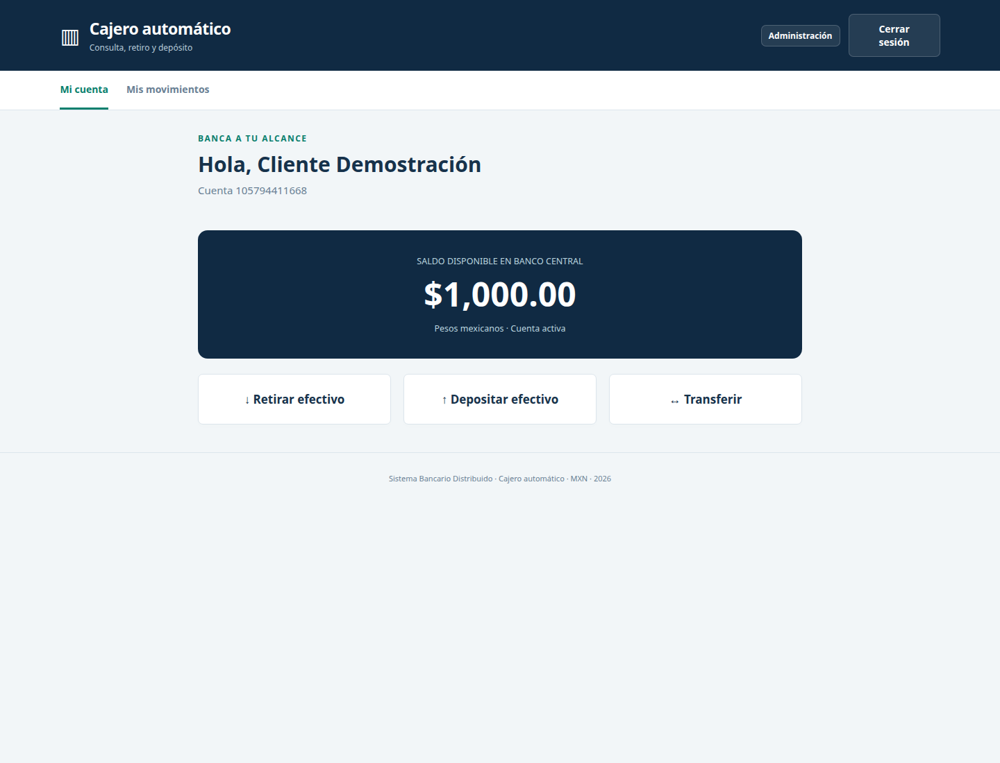 Cajero automático
Consulta, retiro y depósito
Administración
Cerrar
sesión
Mi cuenta
Mis movimientos
BANCA A TU ALCANCE
Hola, Cliente Demostración
Cuenta 105794411668
SALDO DISPONIBLE EN BANCO CENTRAL
$1,000.00
Pesos mexicanos · Cuenta activa
↓ Retirar efectivo
↑ Depositar efectivo
↔ Transferir
Sistema Bancario Distribuido · Cajero automático · MXN · 2026